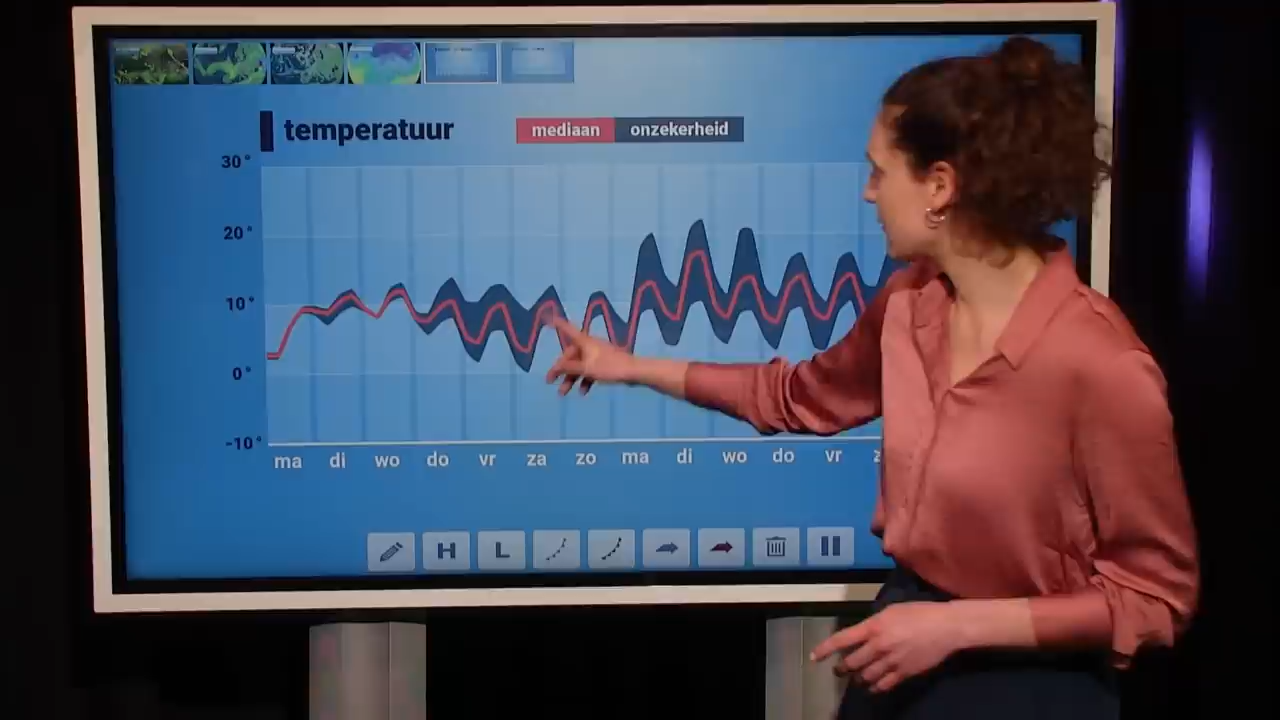 temperatuur
mediaan onzekerheid
30°
20°
10°
0°
-10°
ma di wo do vr za zo ma di wo do vr
H L